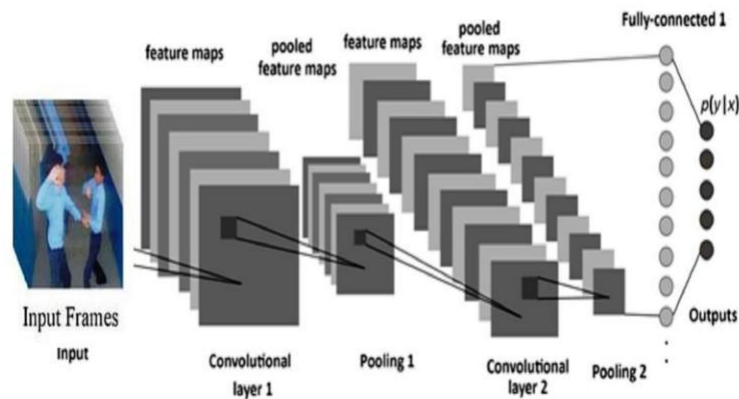 Fully-connected 1
feature maps
pooled
feature maps
feature maps
pooled
feature maps
p(y|x)
Input Frames
Input
Convolutional
layer 1
Pooling 1
Convolutional
layer 2
Pooling 2
Outputs